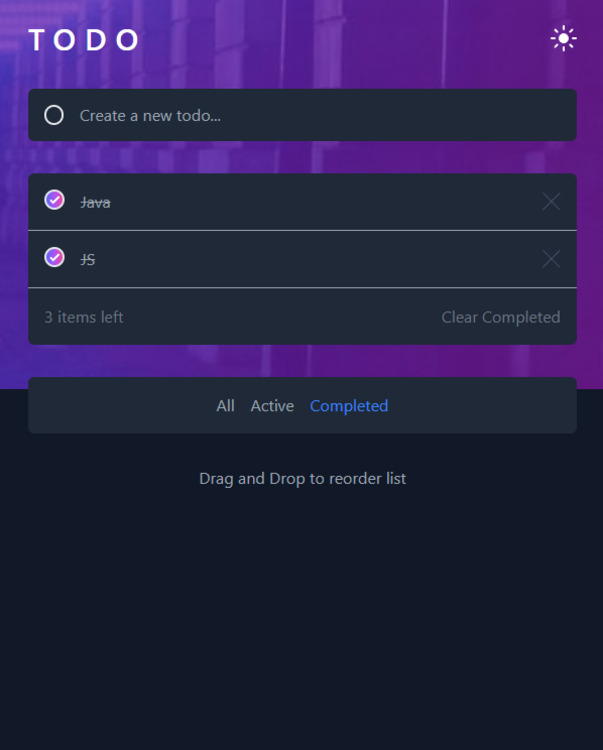 TODO
Create a new todo...
Java
JS
3 items left Clear Completed
All Active Completed
Drag and Drop to reorder list